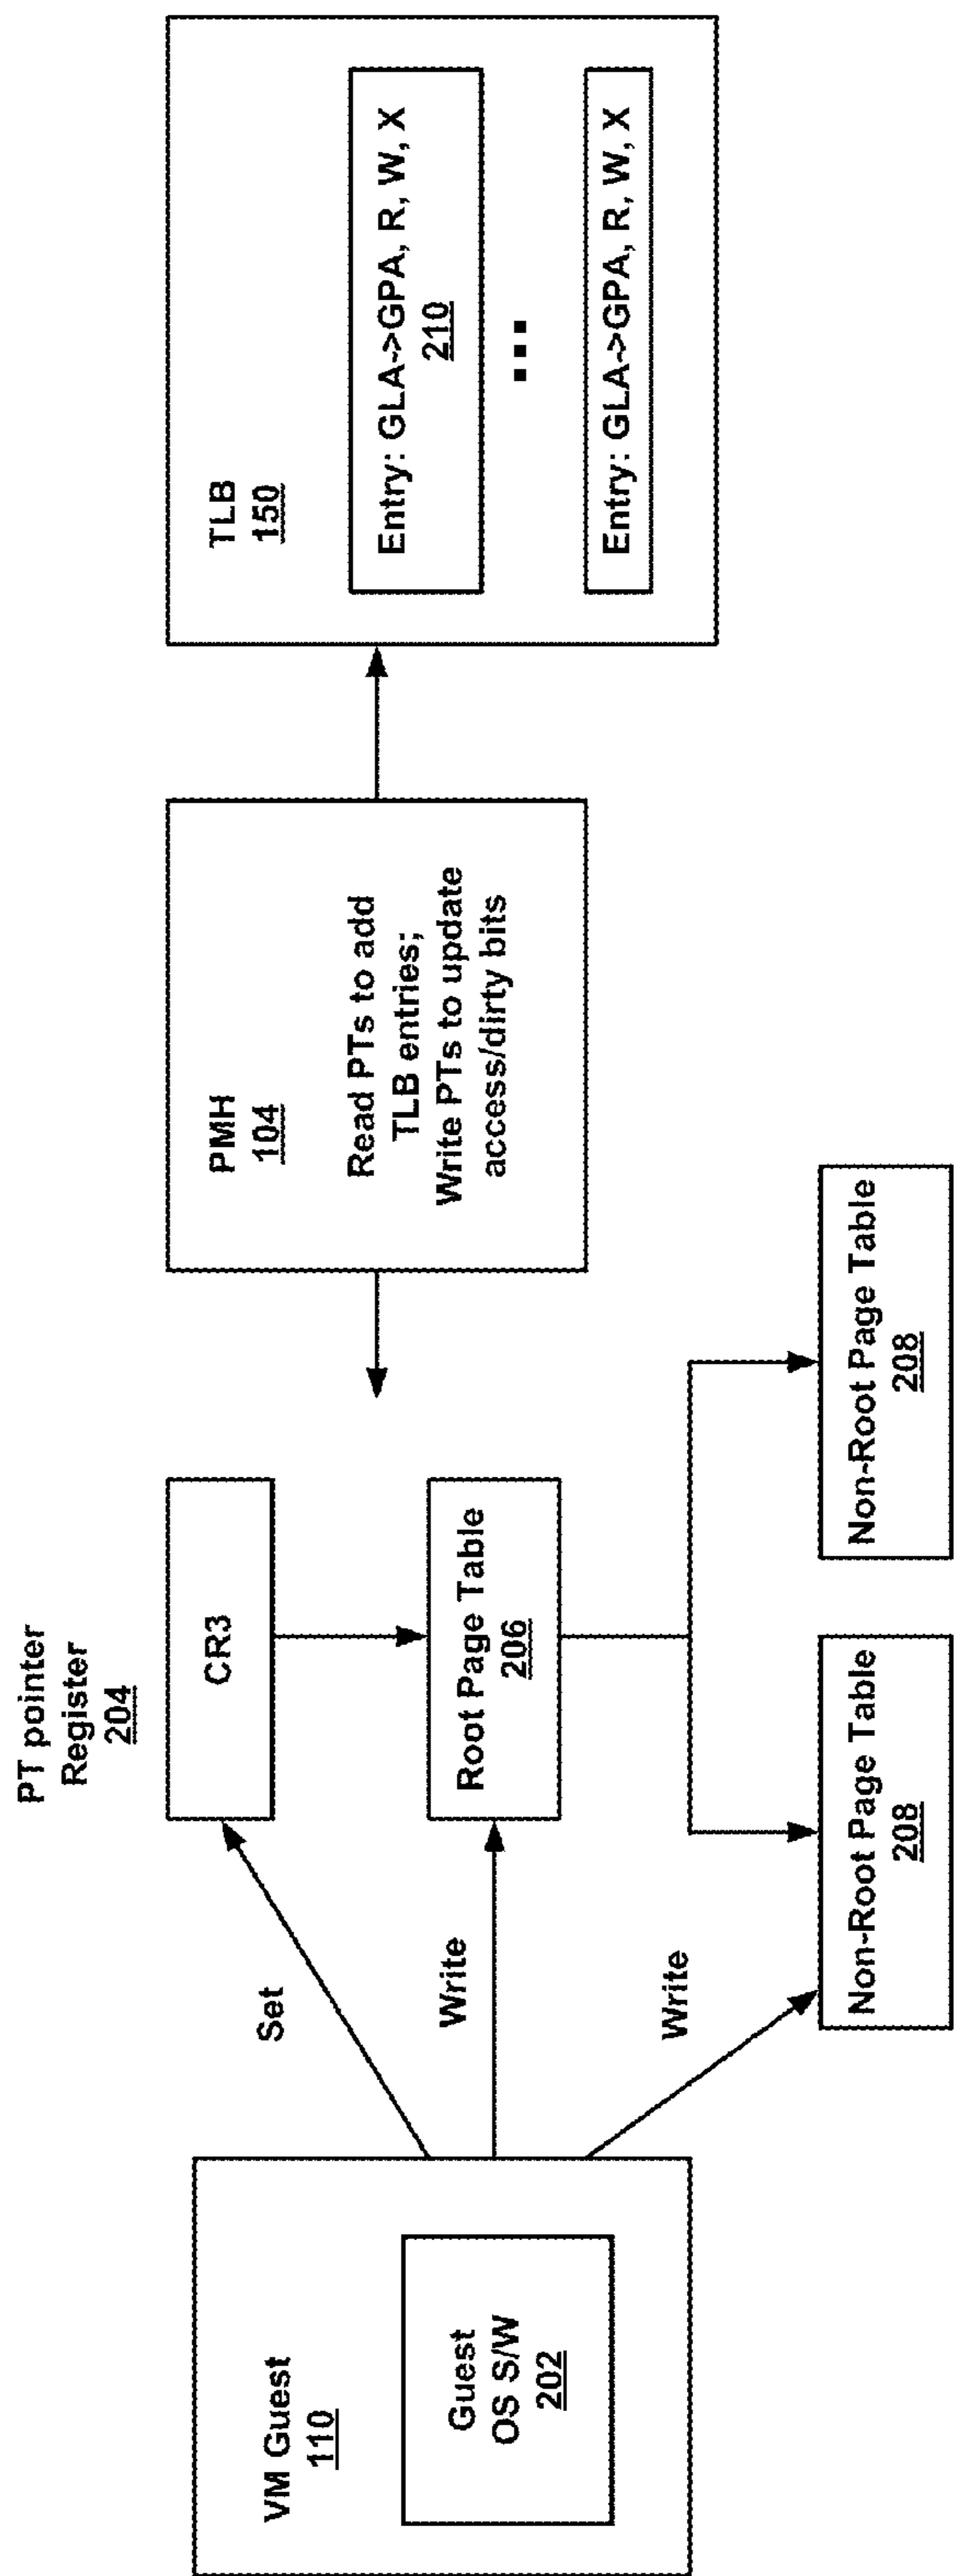 VM Guest
110
Guest
OS S/W
202
Set
Write
Write
PT pointer
Register
204
CR3
Root Page Table
206
Non-Root Page Table
208
Non-Root Page Table
208
PMH
104
Read PTs to add
TLB entries;
Write PTs to update
access/dirty bits
TLB
150
Entry: GLA->GPA, R, W, X
210
Entry: GLA->GPA, R, W, X